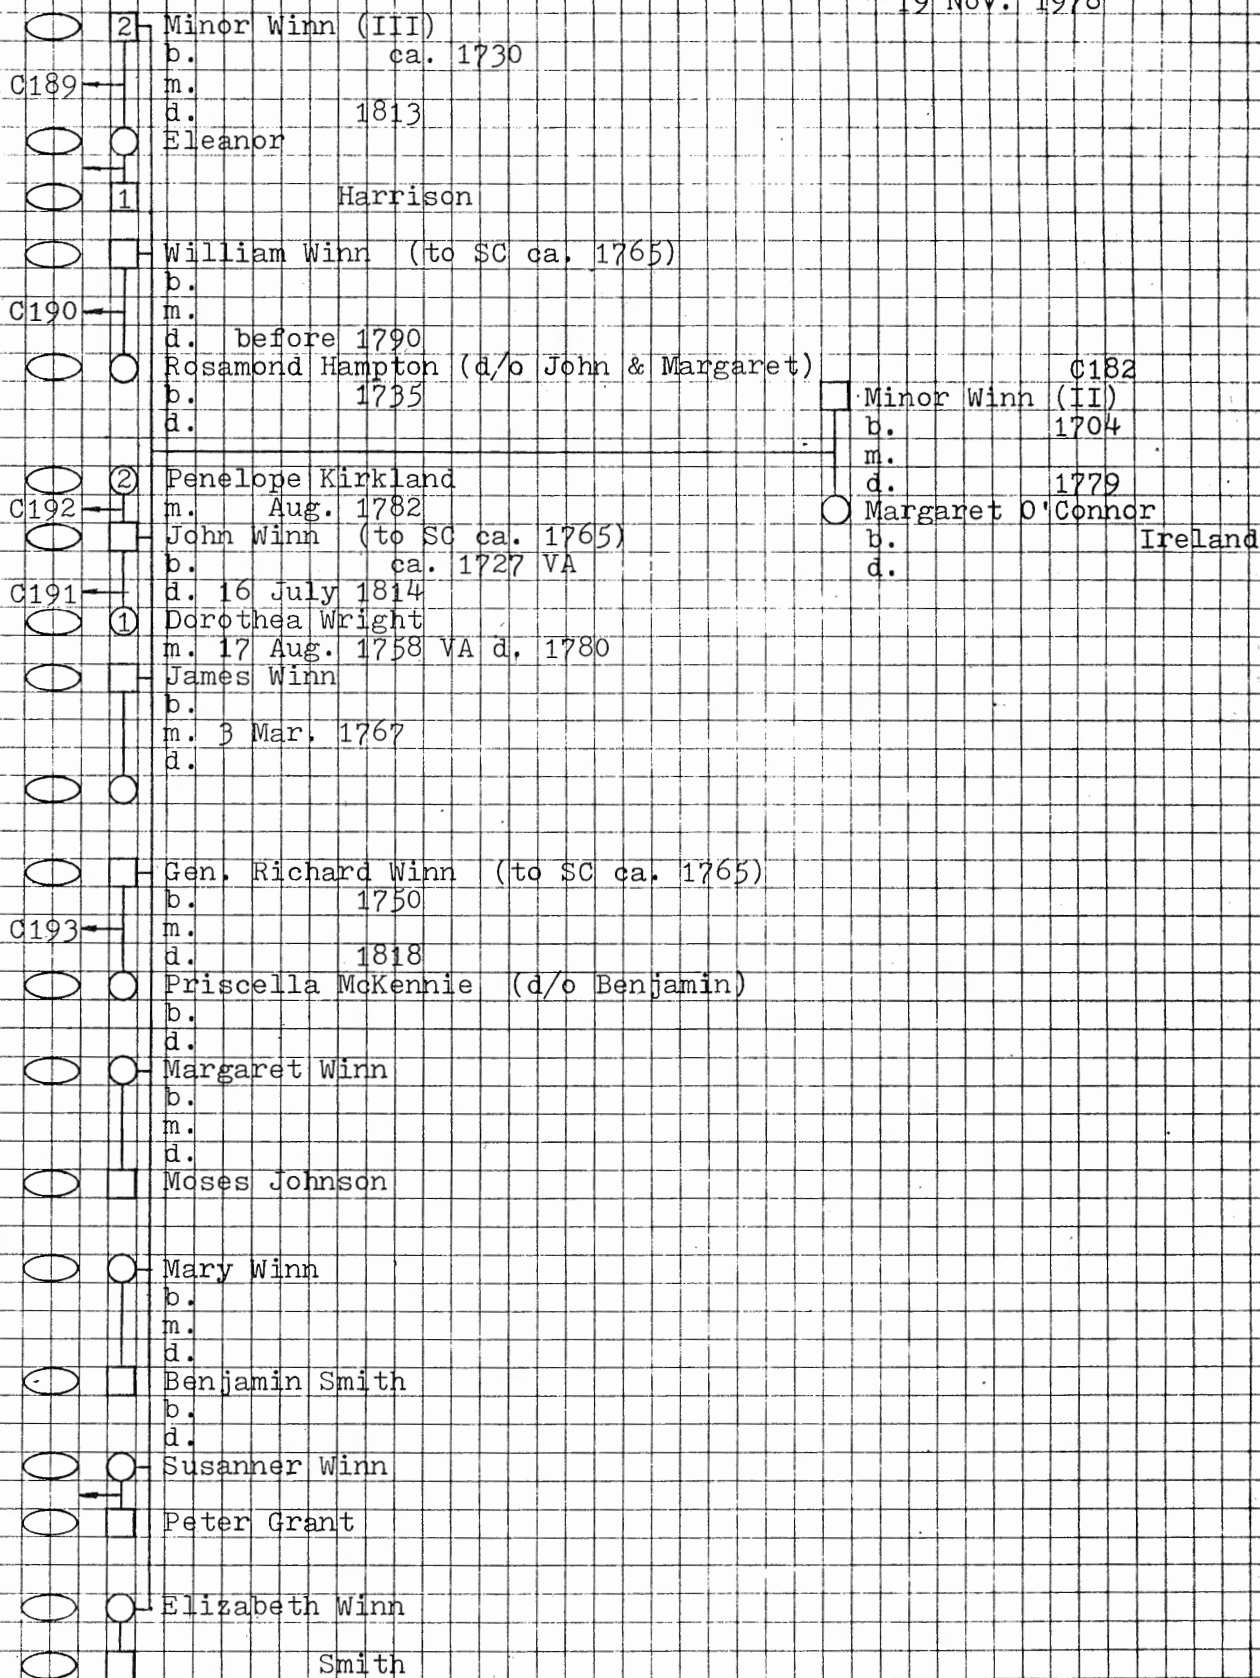 19 Nov. 1978
2 Minor Winn (III)
b. ca. 1730
C189 m.
d. 1813
Eleanor
1 Harrison
William Winn (to SC ca. 1765)
b.
C190 m.
d. before 1790
Rosamond Hampton (d/o John & Margaret)
b. 1735
d.
C182
Minor Winn (II)
b. 1704
m.
d. 1779
Margaret O'Connor
b. Ireland
d.
2 Penelope Kirkland
C192 m. Aug. 1782
John Winn (to SC ca. 1765)
b. ca. 1727 VA
C191 d. 16 July 1814
1 Dorothea Wright
m. 17 Aug. 1758 VA d. 1780
James Winn
b.
m. 3 Mar. 1767
d.
Gen. Richard Winn (to SC ca. 1765)
b. 1750
C193 m.
d. 1818
Priscella McKennie (d/o Benjamin)
b.
d.
Margaret Winn
b.
m.
d.
Moses Johnson
Mary Winn
b.
m.
d.
Benjamin Smith
b.
d.
Susanner Winn
Peter Grant
Elizabeth Winn
Smith